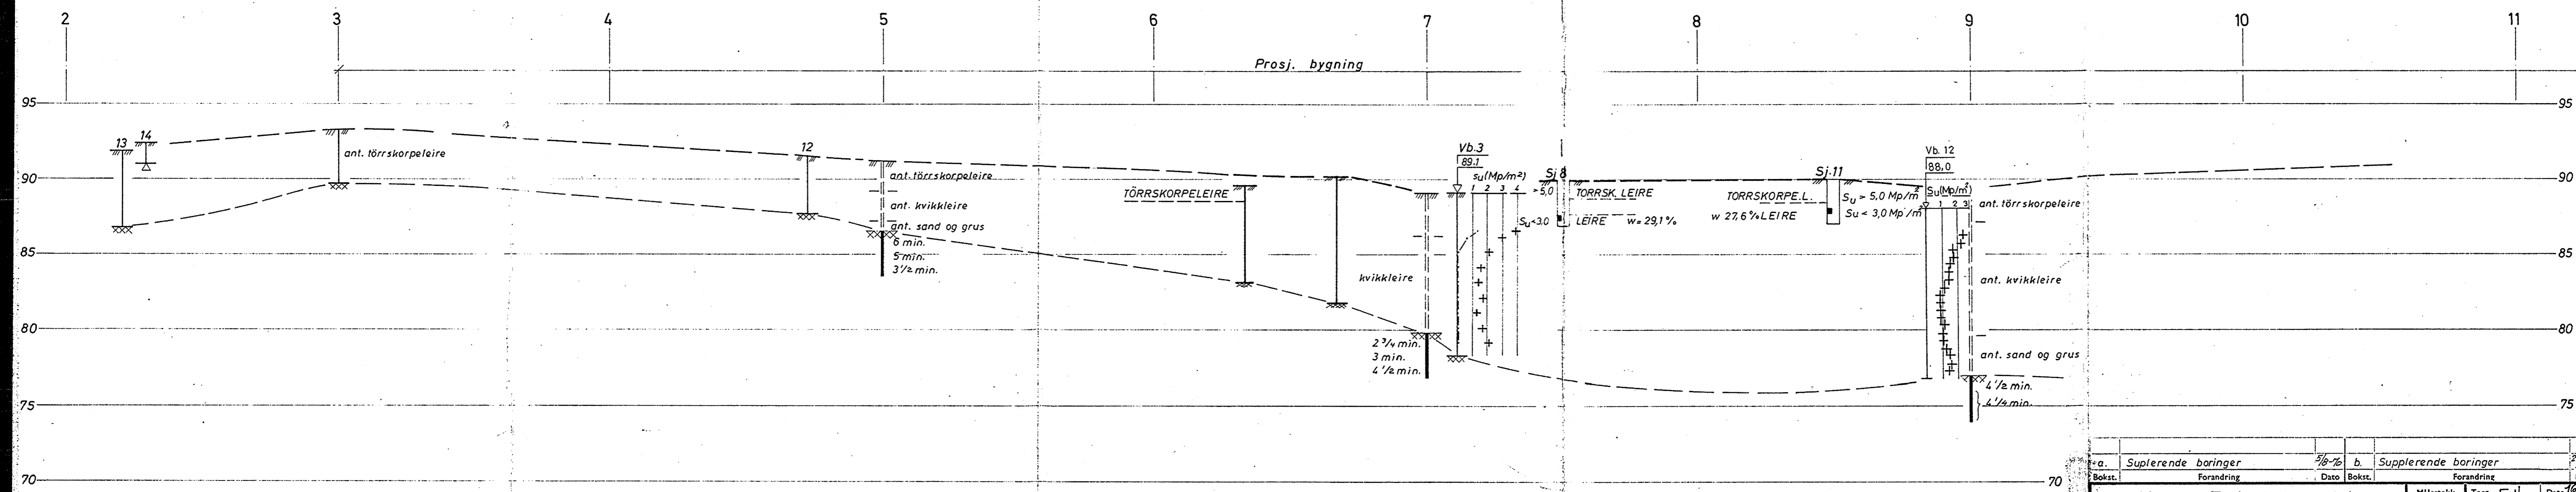 2 3 4 5 6 7 8 9 10 11
Prosj. bygning
95 95
90 90
85 85
80 80
75 75
70 70
13
14
ant. törrskorpeleire
12
ant. törrskorpeleire
ant. kvikkleire
ant. sand og grus
6 min.
5 min.
3 1/2 min.
TÖRRSKORPELEIRE
kvikkleire
2 3/4 min.
3 min.
4 1/2 min.
Vb.3
89.1
su(Mp/m²)
1 2 3 4
> 5,0
Su<3.0
Sj 8
TORRSK. LEIRE
LEIRE w= 29,1 %
Sj.11
TORRSKORPE.L.
w 27,6 % LEIRE
Su > 5,0 Mp/m²
Su < 3,0 Mp/m²
Vb. 12
88,0
Su(Mp/m²)
1 2 3
ant. törrskorpeleire
ant. kvikkleire
ant. sand og grus
4 1/2 min.
4 1/4 min.
a. Suplerende boringer 5/8-76 b. Supplerende boringer
Bokst. Forandring Dato Bokst. Forandring